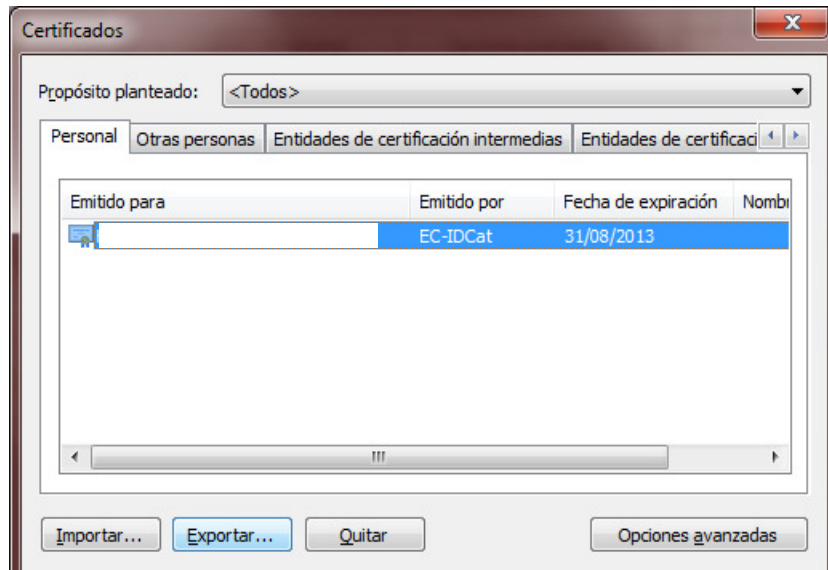 Certificados
Propósito planteado: <Todos>
Personal Otras personas Entidades de certificación intermedias Entidades de certificaci
Emitido para Emitido por Fecha de expiración Nombr
EC-IDCat 31/08/2013
Importar... Exportar... Quitar Opciones avanzadas